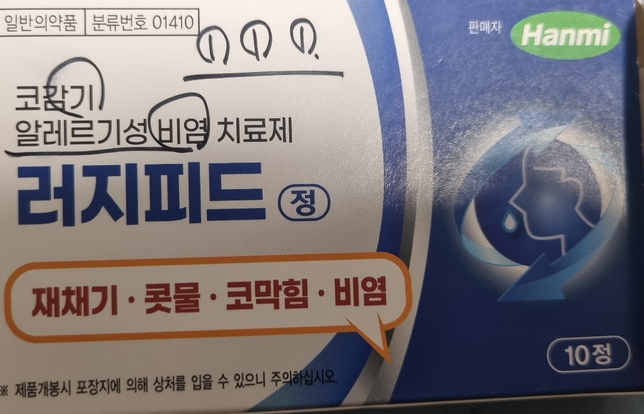 일반의약품 분류번호 01410
① ① ①.
판매자 Hanmi
코감기
알레르기성 비염 치료제
러지피드 정
재채기 · 콧물 · 코막힘 · 비염
10정
※ 제품개봉시 포장지에 의해 상처를 입을 수 있으니 주의하십시오.